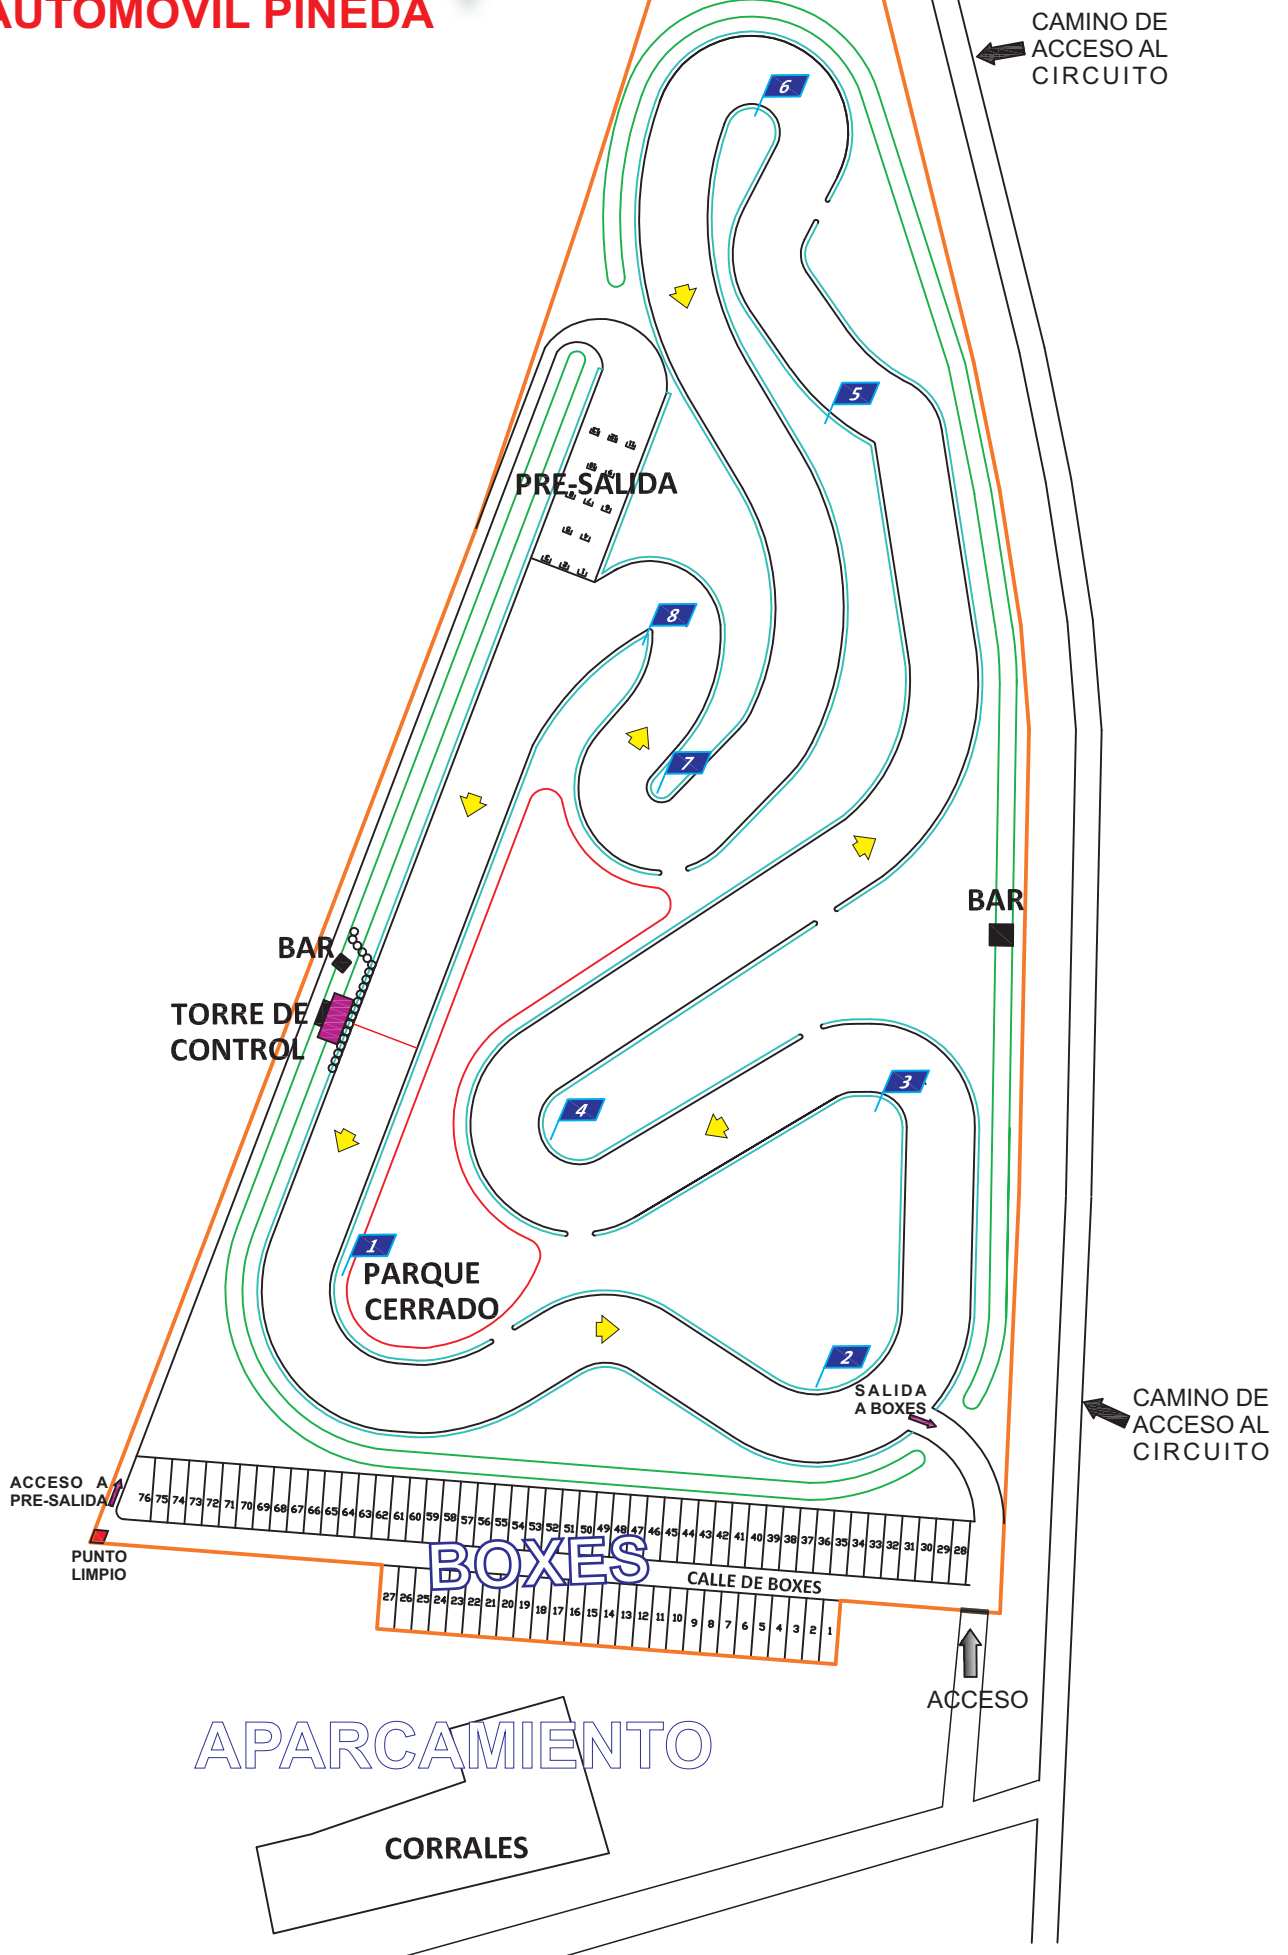 AUTOMOVIL PINEDA
CAMINO DE
ACCESO AL
CIRCUITO
6
5
PRE-SALIDA
8
7
BAR
BAR
TORRE DE
CONTROL
3
4
1
PARQUE
CERRADO
2
SALIDA
A BOXES
CAMINO DE
ACCESO AL
CIRCUITO
ACCESO A
PRE-SALIDA
76 75 74 73 72 71 70 69 68 67 66 65 64 63 62 61 60 59 58 57 56 55 54 53 52 51 50 49 48 47 46 45 44 43 42 41 40 39 38 37 36 35 34 33 32 31 30 29 28
PUNTO
LIMPIO
BOXES
CALLE DE BOXES
27 26 25 24 23 22 21 20 19 18 17 16 15 14 13 12 11 10 9 8 7 6 5 4 3 2 1
ACCESO
APARCAMIENTO
CORRALES